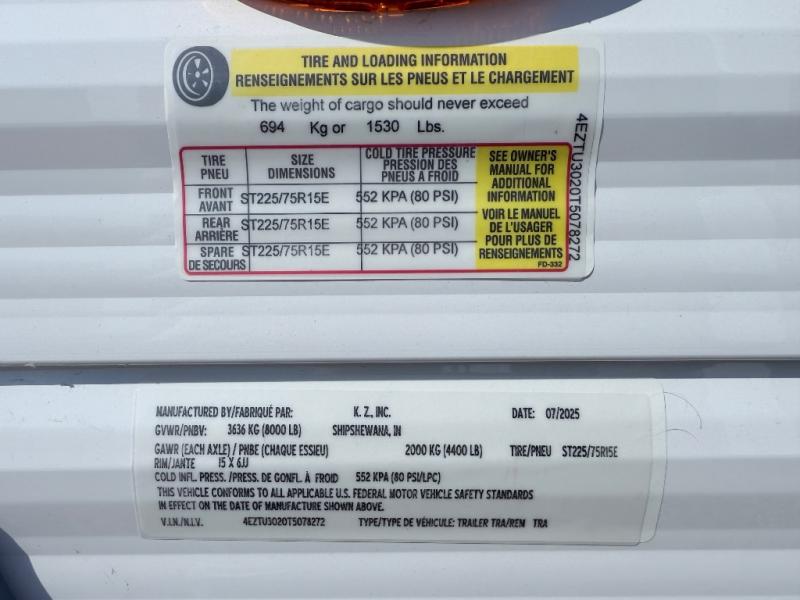 TIRE AND LOADING INFORMATION
RENSEIGNEMENTS SUR LES PNEUS ET LE CHARGEMENT
The weight of cargo should never exceed
694 Kg or 1530 Lbs.
TIRE PNEU SIZE DIMENSIONS COLD TIRE PRESSURE PRESSION DES PNEUS A FROID
FRONT AVANT ST225/75R15E 552 KPA (80 PSI)
REAR ARRIÈRE ST225/75R15E 552 KPA (80 PSI)
SPARE DE SECOURS ST225/75R15E 552 KPA (80 PSI)
SEE OWNER'S
MANUAL FOR
ADDITIONAL
INFORMATION
VOIR LE MANUEL
DE L'USAGER
POUR PLUS DE
RENSEIGNEMENTS
FD-332
4EZTU3020T5078272
MANUFACTURED BY/FABRIQUÉ PAR: K. Z., INC. DATE: 07/2025
GVWR/PNBV: 3636 KG (8000 LB) SHIPSHEWANA, IN
GAWR (EACH AXLE) / PNBE (CHAQUE ESSIEU) 2000 KG (4400 LB) TIRE/PNEU ST225/75R15E
RIM/JANTE 15 X 6JJ
COLD INFL. PRESS. /PRESS. DE GONFL. À FROID 552 KPA (80 PSI/LPC)
THIS VEHICLE CONFORMS TO ALL APPLICABLE U.S. FEDERAL MOTOR VEHICLE SAFETY STANDARDS
IN EFFECT ON THE DATE OF MANUFACTURE SHOWN ABOVE.
V.I.N./N.I.V. 4EZTU3020T5078272 TYPE/TYPE DE VÉHICULE: TRAILER TRA/REM TRA